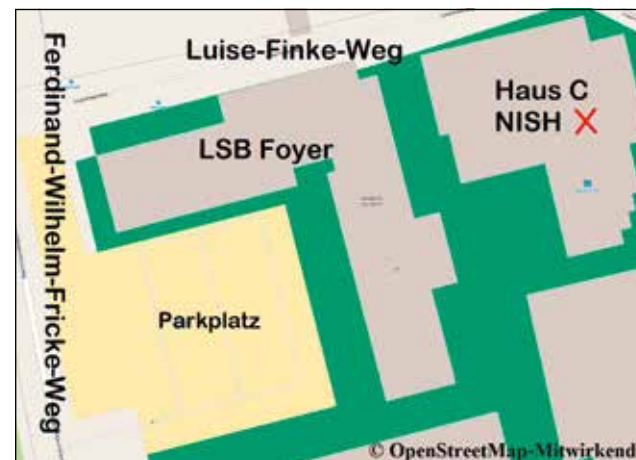 Luise-Finke-Weg
Ferdinand-Wilhelm-Fricke-Weg
Haus C
NISH X
LSB Foyer
Parkplatz
© OpenStreetMap-Mitwirkend